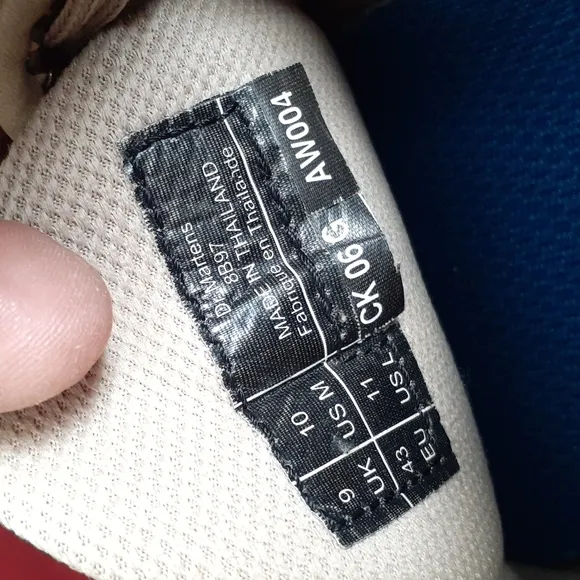 Dr. Martens
8B97
MADE IN THAILAND
Fabriqué en Thaïlande
CK 06 G AW004
UK 9
US M 10
EU 43
US L 11